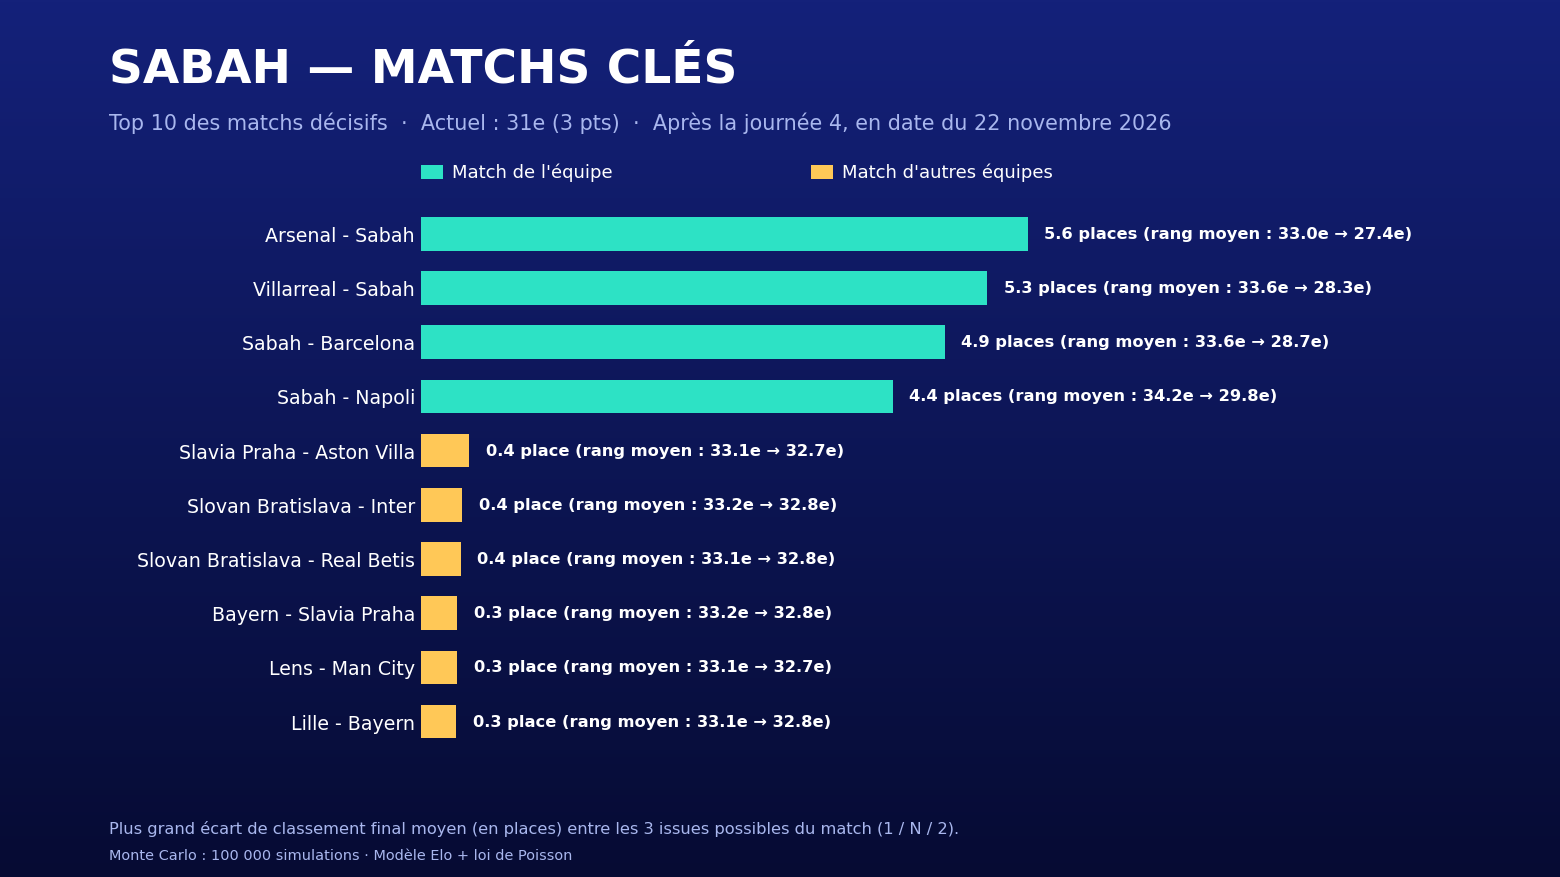 SABAH — MATCHS CLÉS
Top 10 des matchs décisifs · Actuel : 31e (3 pts) · Après la journée 4, en date du 22 novembre 2026
Match de l'équipe Match d'autres équipes
Arsenal - Sabah 5.6 places (rang moyen : 33.0e → 27.4e)
Villarreal - Sabah 5.3 places (rang moyen : 33.6e → 28.3e)
Sabah - Barcelona 4.9 places (rang moyen : 33.6e → 28.7e)
Sabah - Napoli 4.4 places (rang moyen : 34.2e → 29.8e)
Slavia Praha - Aston Villa 0.4 place (rang moyen : 33.1e → 32.7e)
Slovan Bratislava - Inter 0.4 place (rang moyen : 33.2e → 32.8e)
Slovan Bratislava - Real Betis 0.4 place (rang moyen : 33.1e → 32.8e)
Bayern - Slavia Praha 0.3 place (rang moyen : 33.2e → 32.8e)
Lens - Man City 0.3 place (rang moyen : 33.1e → 32.7e)
Lille - Bayern 0.3 place (rang moyen : 33.1e → 32.8e)
Plus grand écart de classement final moyen (en places) entre les 3 issues possibles du match (1 / N / 2).
Monte Carlo : 100 000 simulations · Modèle Elo + loi de Poisson